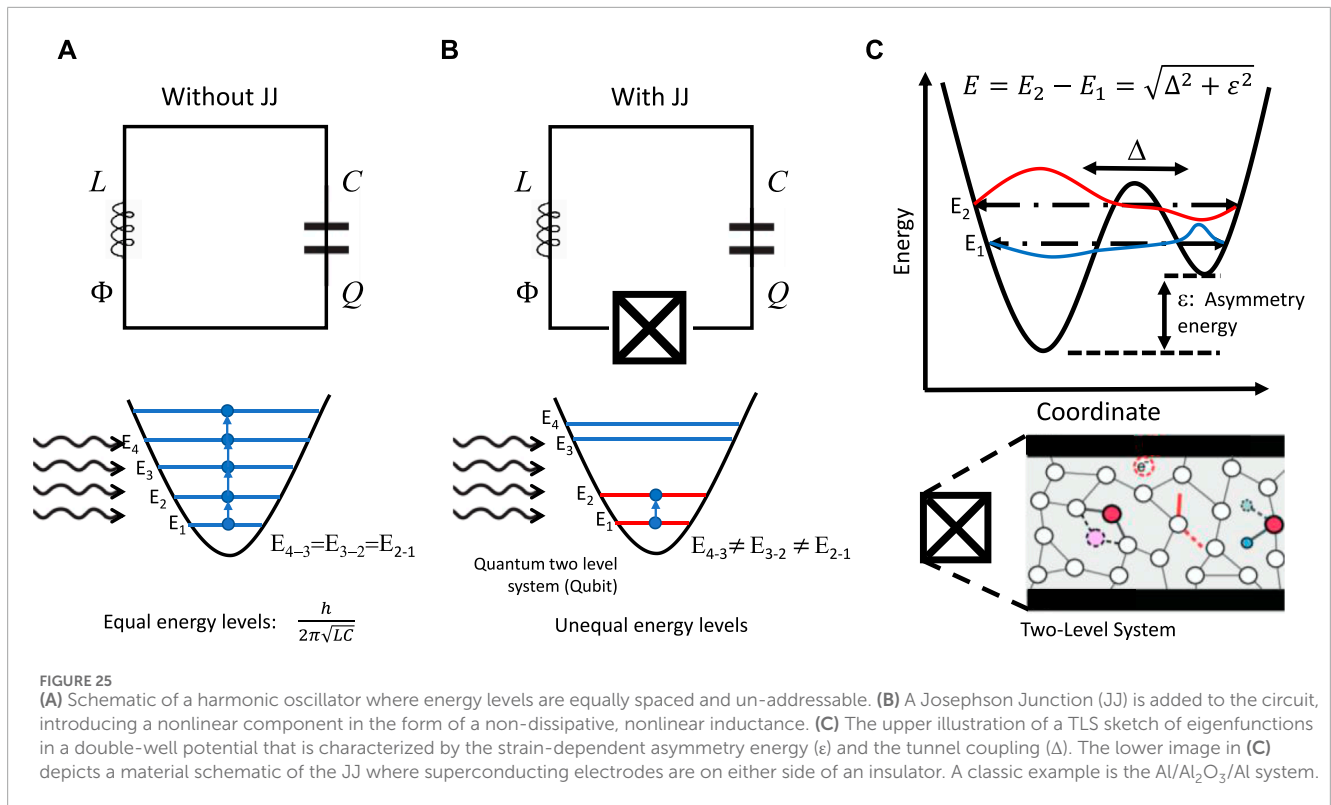 A
Without JJ
L
C
Φ
Q
E4
E3
E2
E1
E4–3=E3–2=E2-1
Equal energy levels: h / 2π√LC
B
With JJ
L
C
Φ
Q
E4
E3
E2
E1
E4-3≠ E3-2 ≠ E2-1
Quantum two level
system (Qubit)
Unequal energy levels
C
E = E2 − E1 = √Δ² + ε²
Δ
E2
E1
Energy
ε: Asymmetry
energy
Coordinate
e-
Two-Level System
FIGURE 25
(A) Schematic of a harmonic oscillator where energy levels are equally spaced and un-addressable. (B) A Josephson Junction (JJ) is added to the circuit,
introducing a nonlinear component in the form of a non-dissipative, nonlinear inductance. (C) The upper illustration of a TLS sketch of eigenfunctions
in a double-well potential that is characterized by the strain-dependent asymmetry energy (ε) and the tunnel coupling (Δ). The lower image in (C)
depicts a material schematic of the JJ where superconducting electrodes are on either side of an insulator. A classic example is the Al/Al2O3/Al system.